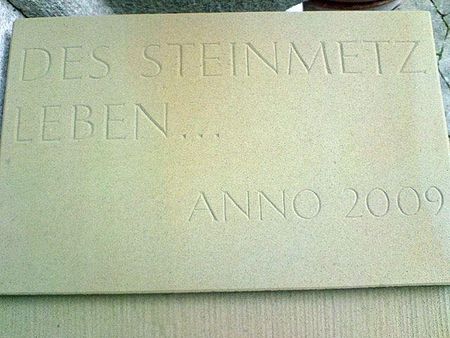 DES STEINMETZ
LEBEN...
ANNO 2009